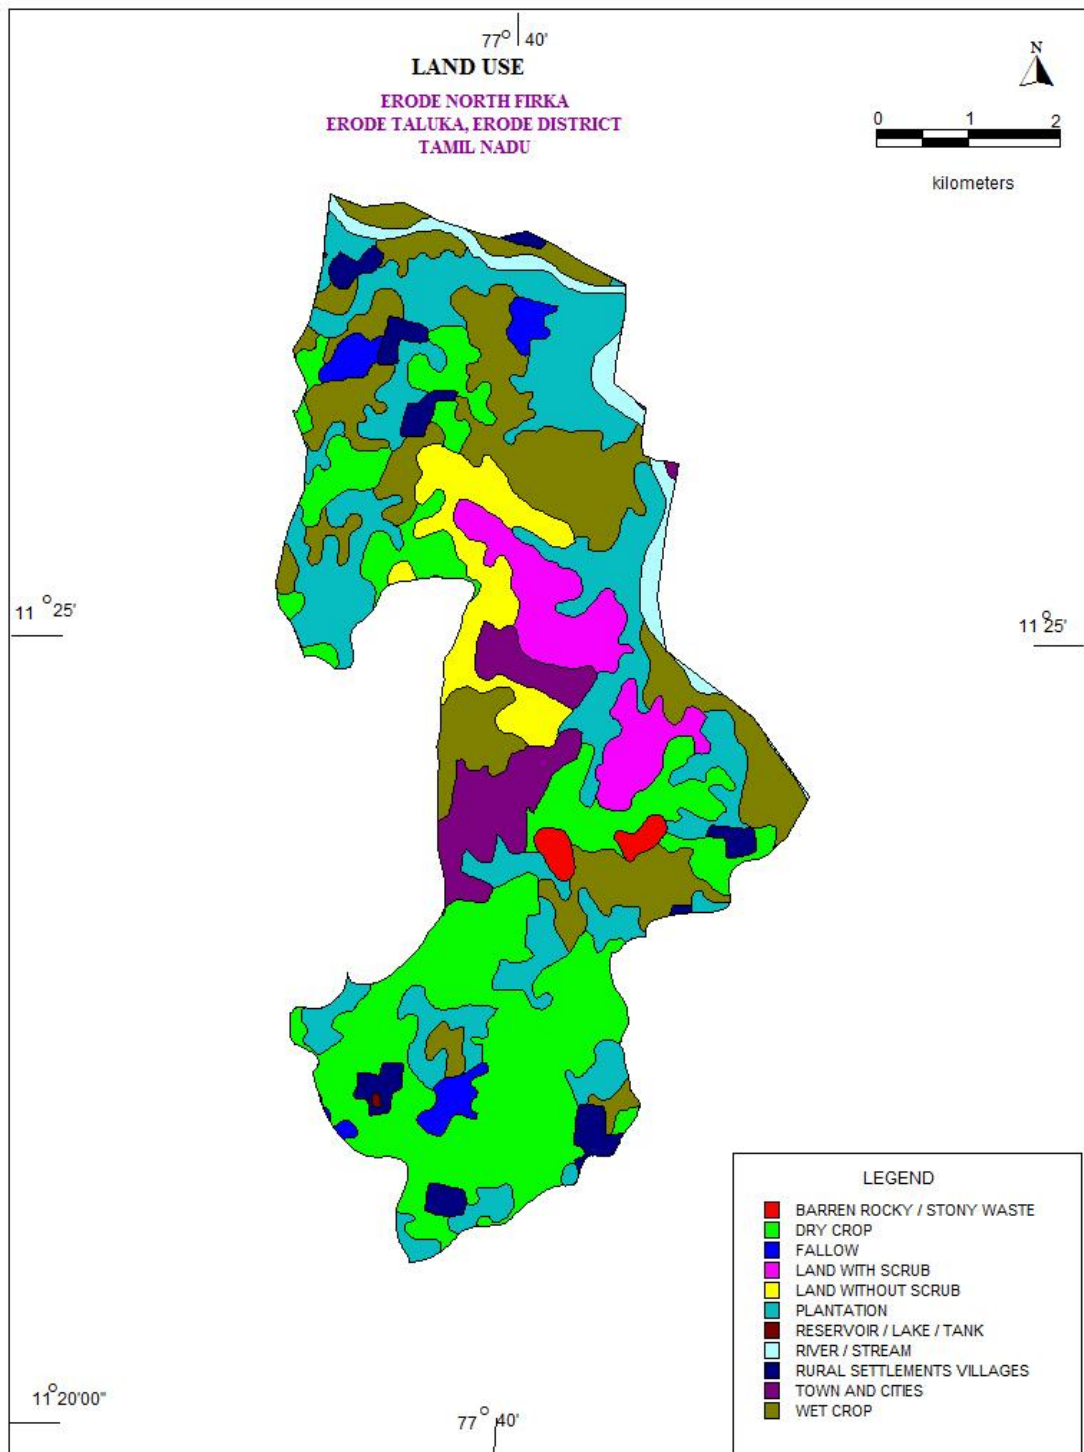 77° 40'
LAND USE
ERODE NORTH FIRKA
ERODE TALUKA, ERODE DISTRICT
TAMIL NADU
N
0 1 2
kilometers
11 ° 25'
11 25'
LEGEND
BARREN ROCKY / STONY WASTE
DRY CROP
FALLOW
LAND WITH SCRUB
LAND WITHOUT SCRUB
PLANTATION
RESERVOIR / LAKE / TANK
RIVER / STREAM
RURAL SETTLEMENTS VILLAGES
TOWN AND CITIES
WET CROP
11°20'00"
77 ° 40'